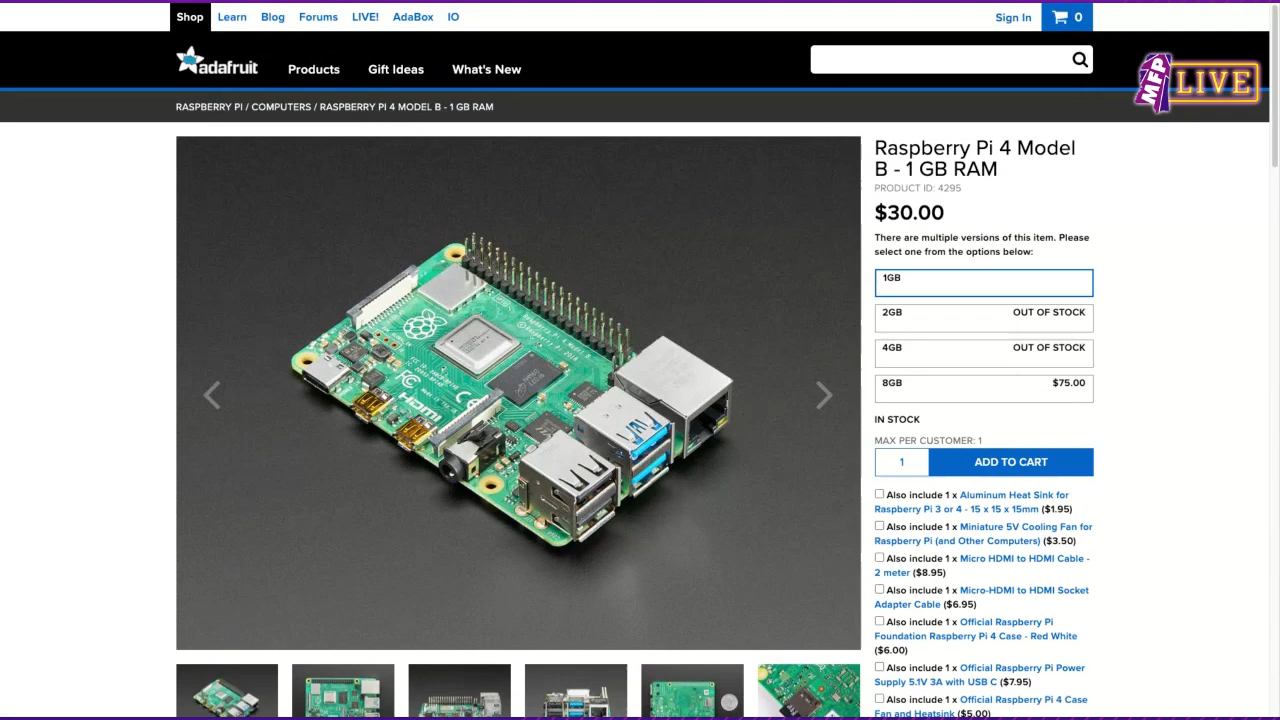 Shop Learn Blog Forums LIVE! AdaBox IO Sign In 0
adafruit Products Gift Ideas What's New
MFP LIVE
RASPBERRY PI / COMPUTERS / RASPBERRY PI 4 MODEL B - 1 GB RAM
Raspberry Pi 4 Model
B - 1 GB RAM
PRODUCT ID: 4295
$30.00
There are multiple versions of this item. Please
select one from the options below:
1GB
2GB OUT OF STOCK
4GB OUT OF STOCK
8GB $75.00
IN STOCK
MAX PER CUSTOMER: 1
1 ADD TO CART
Also include 1 x Aluminum Heat Sink for
Raspberry Pi 3 or 4 - 15 x 15 x 15mm ($1.95)
Also include 1 x Miniature 5V Cooling Fan for
Raspberry Pi (and Other Computers) ($3.50)
Also include 1 x Micro HDMI to HDMI Cable -
2 meter ($8.95)
Also include 1 x Micro-HDMI to HDMI Socket
Adapter Cable ($6.95)
Also include 1 x Official Raspberry Pi
Foundation Raspberry Pi 4 Case - Red White
($6.00)
Also include 1 x Official Raspberry Pi Power
Supply 5.1V 3A with USB C ($7.95)
Also include 1 x Official Raspberry Pi 4 Case
Fan and Heatsink ($5.00)
Raspberry Pi 4 Model B
HDMI